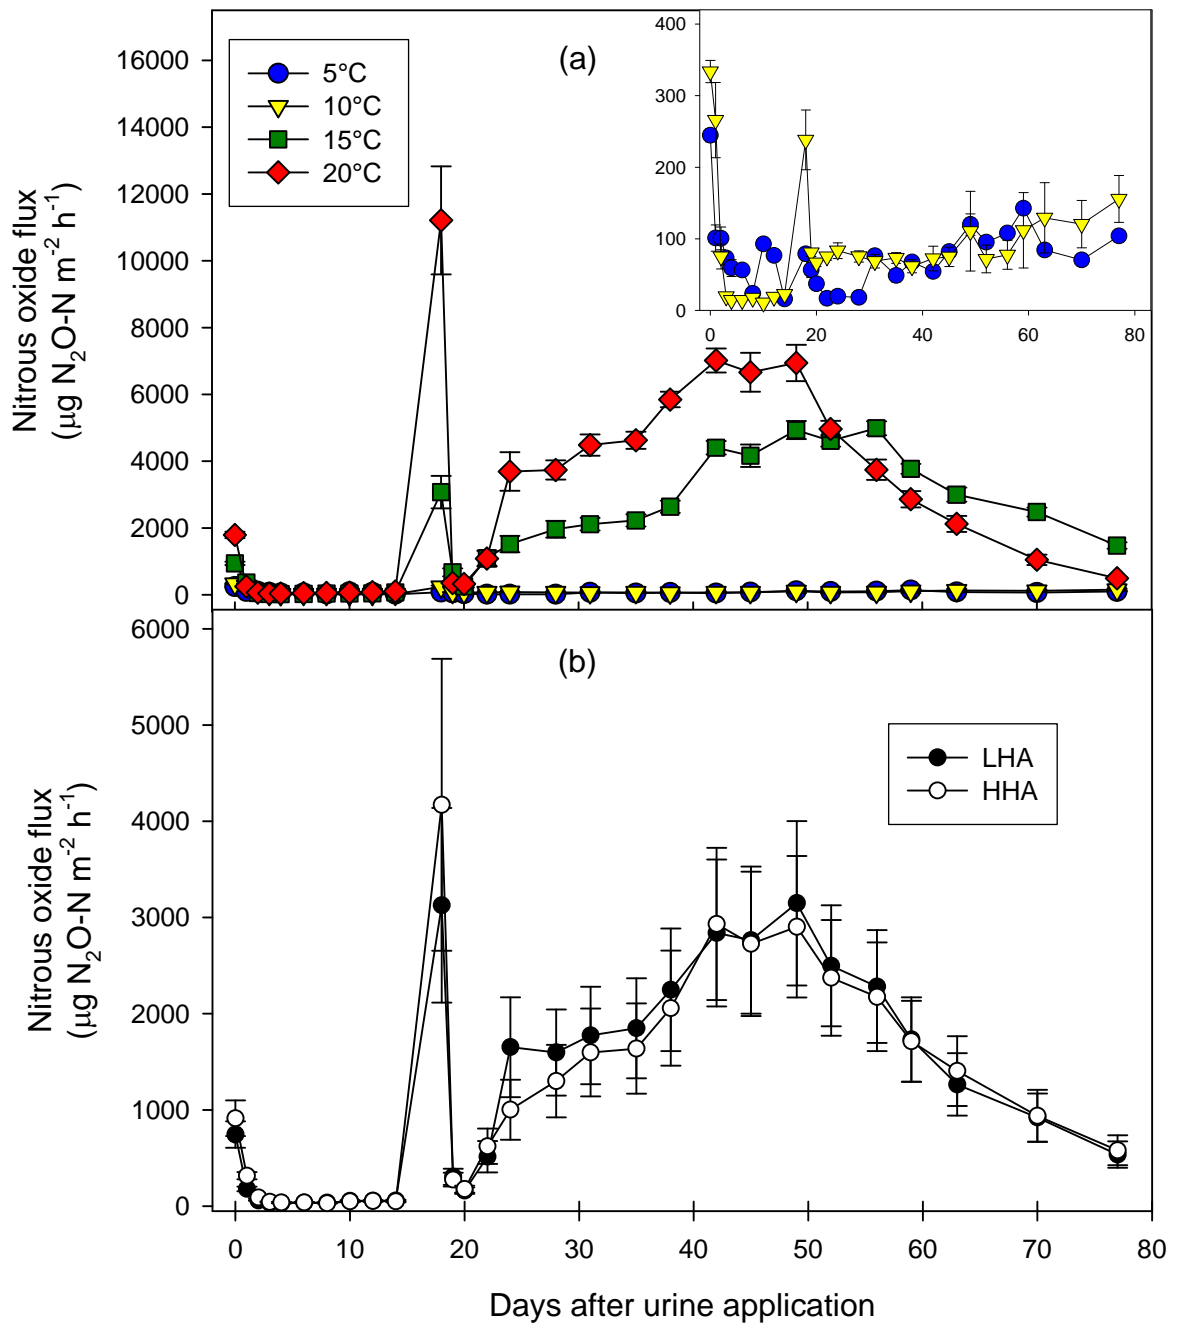 (a)
5°C
10°C
15°C
20°C
Nitrous oxide flux
(μg N₂O-N m⁻² h⁻¹)
16000
14000
12000
10000
8000
6000
4000
2000
0
400
300
200
100
0
0 20 40 60 80
(b)
LHA
HHA
Nitrous oxide flux
(μg N₂O-N m⁻² h⁻¹)
6000
5000
4000
3000
2000
1000
0
0 10 20 30 40 50 60 70 80
Days after urine application